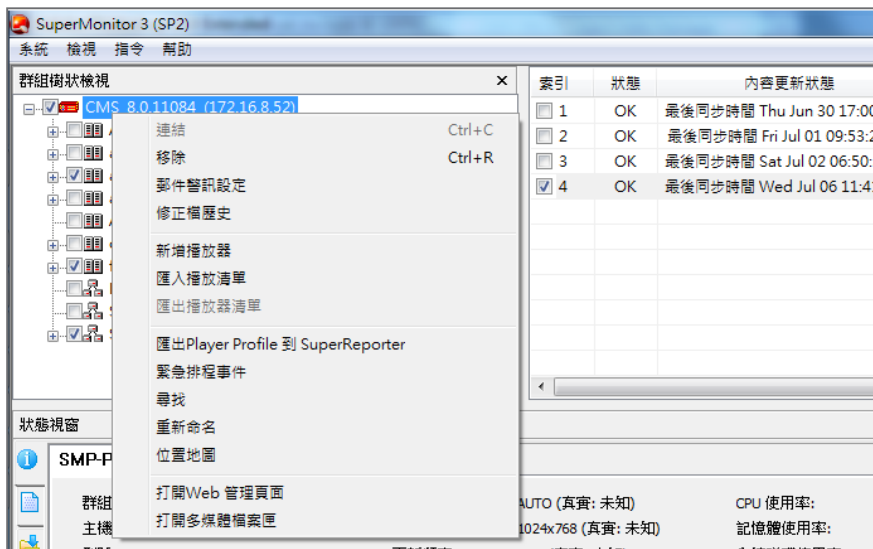 SuperMonitor 3 (SP2)
系統 檢視 指令 幫助
群組樹狀檢視
CMS_8.0.11084 (172.16.8.52)
連結 Ctrl+C
移除 Ctrl+R
郵件警訊設定
修正檔歷史
新增播放器
匯入播放清單
匯出播放器清單
匯出Player Profile 到 SuperReporter
緊急排程事件
尋找
重新命名
位置地圖
打開Web 管理頁面
打開多媒體檔案匣
索引 狀態 內容更新狀態
1 OK 最後同步時間 Thu Jun 30 17:00
2 OK 最後同步時間 Fri Jul 01 09:53:2
3 OK 最後同步時間 Sat Jul 02 06:50:
4 OK 最後同步時間 Wed Jul 06 11:4
狀態視窗
SMP-P
群組 AUTO (真實: 未知) CPU 使用率:
主機 1024x768 (真實: 未知) 記憶體使用率: